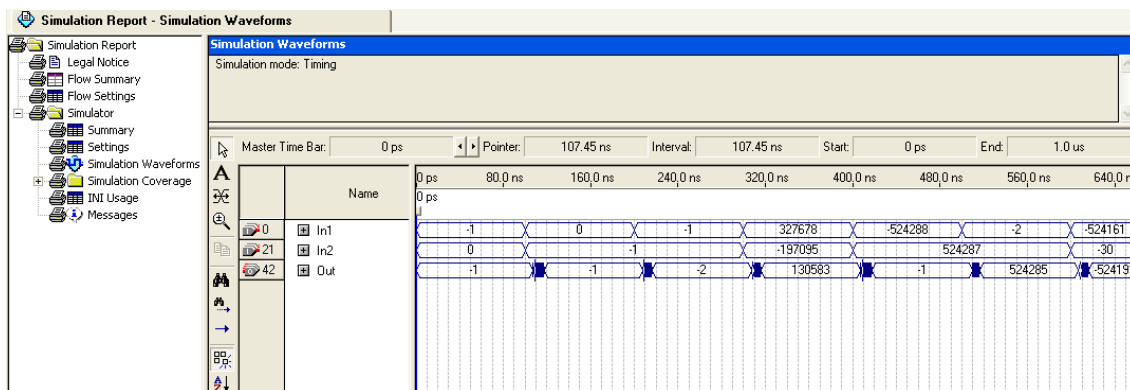 Simulation Report - Simulation Waveforms
Simulation Report
Legal Notice
Flow Summary
Flow Settings
Simulator
Summary
Settings
Simulation Waveforms
Simulation Coverage
INI Usage
Messages
Simulation Waveforms
Simulation mode: Timing
Master Time Bar: 0 ps Pointer: 107.45 ns Interval: 107.45 ns Start: 0 ps End: 1.0 us
Name 0 ps 80.0 ns 160.0 ns 240.0 ns 320.0 ns 400.0 ns 480.0 ns 560.0 ns 640.0
0 ps
0 In1 -1 0 -1 327678 -524288 -2 -524161
21 In2 0 -1 -197095 524287 -30
42 Out -1 -1 -2 130583 -1 524285 -52419